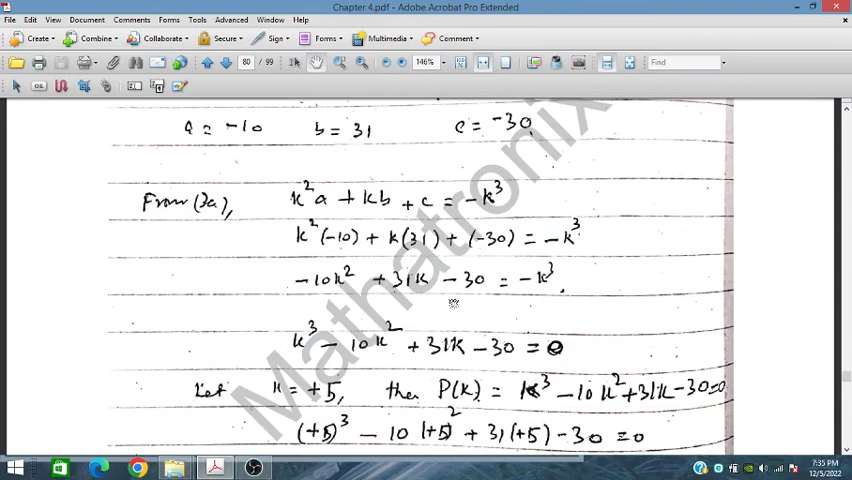 Chapter 4.pdf - Adobe Acrobat Pro Extended
File Edit View Document Comments Forms Tools Advanced Window Help
Create Combine Collaborate Secure Sign Forms Multimedia Comment
80 / 99 146% Find
a = -10 b = 31 c = -30
From (3a), k²a + kb + c = -k³
k²(-10) + k(31) + (-30) = -k³
-10k² + 31k - 30 = -k³.
k³ - 10k² + 31k - 30 = 0
Let k = +5, then P(k) = k³ - 10k² + 31k - 30 = 0
(+5)³ - 10(+5)² + 31(+5) - 30 = 0
Mathatronix
7:35 PM
12/5/2022